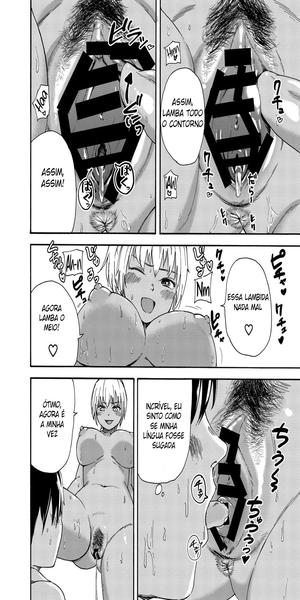 ASSIM,
LAMBA TODO
O CONTORNO
ASSIM,
ASSIM!
ESSA LAMBIDA
NADA MAL
♡
AGORA
LAMBA O
MEIO!
♡
INCRÍVEL, EU
SINTO COMO
SE MINHA
LÍNGUA FOSSE
SUGADA
ÓTIMO,
AGORA É
A MINHA
VEZ